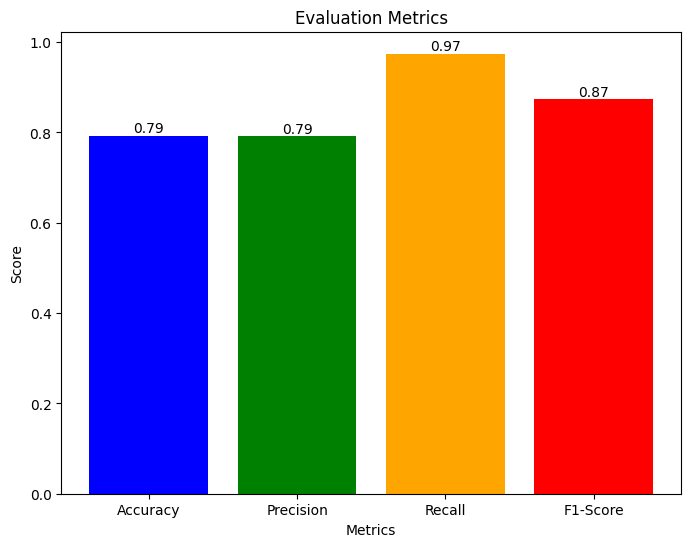 Evaluation Metrics
1.0
0.8
0.6
0.4
0.2
0.0
Score
0.79
0.79
0.97
0.87
Accuracy
Precision
Recall
F1-Score
Metrics